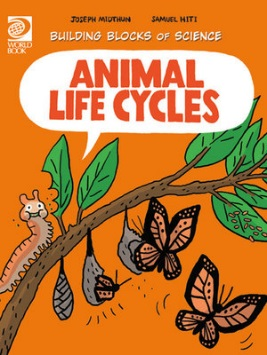 JOSEPH MIDTHUN SAMUEL HITI
WORLD
BOOK
BUILDING BLOCKS OF SCIENCE
ANIMAL
LIFE CYCLES